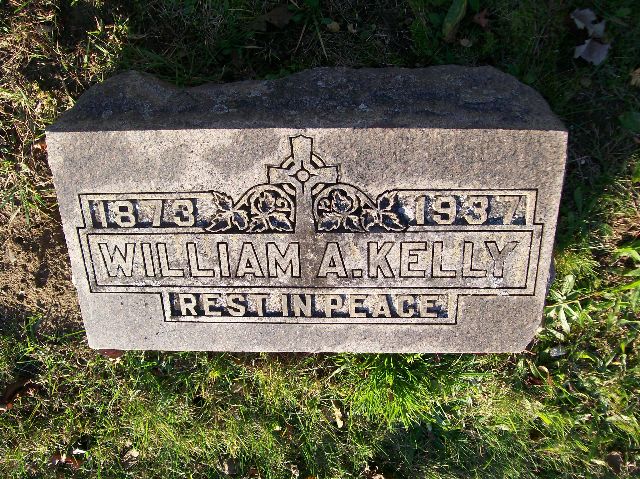 1873 1937
WILLIAM A. KELLY
REST IN PEACE